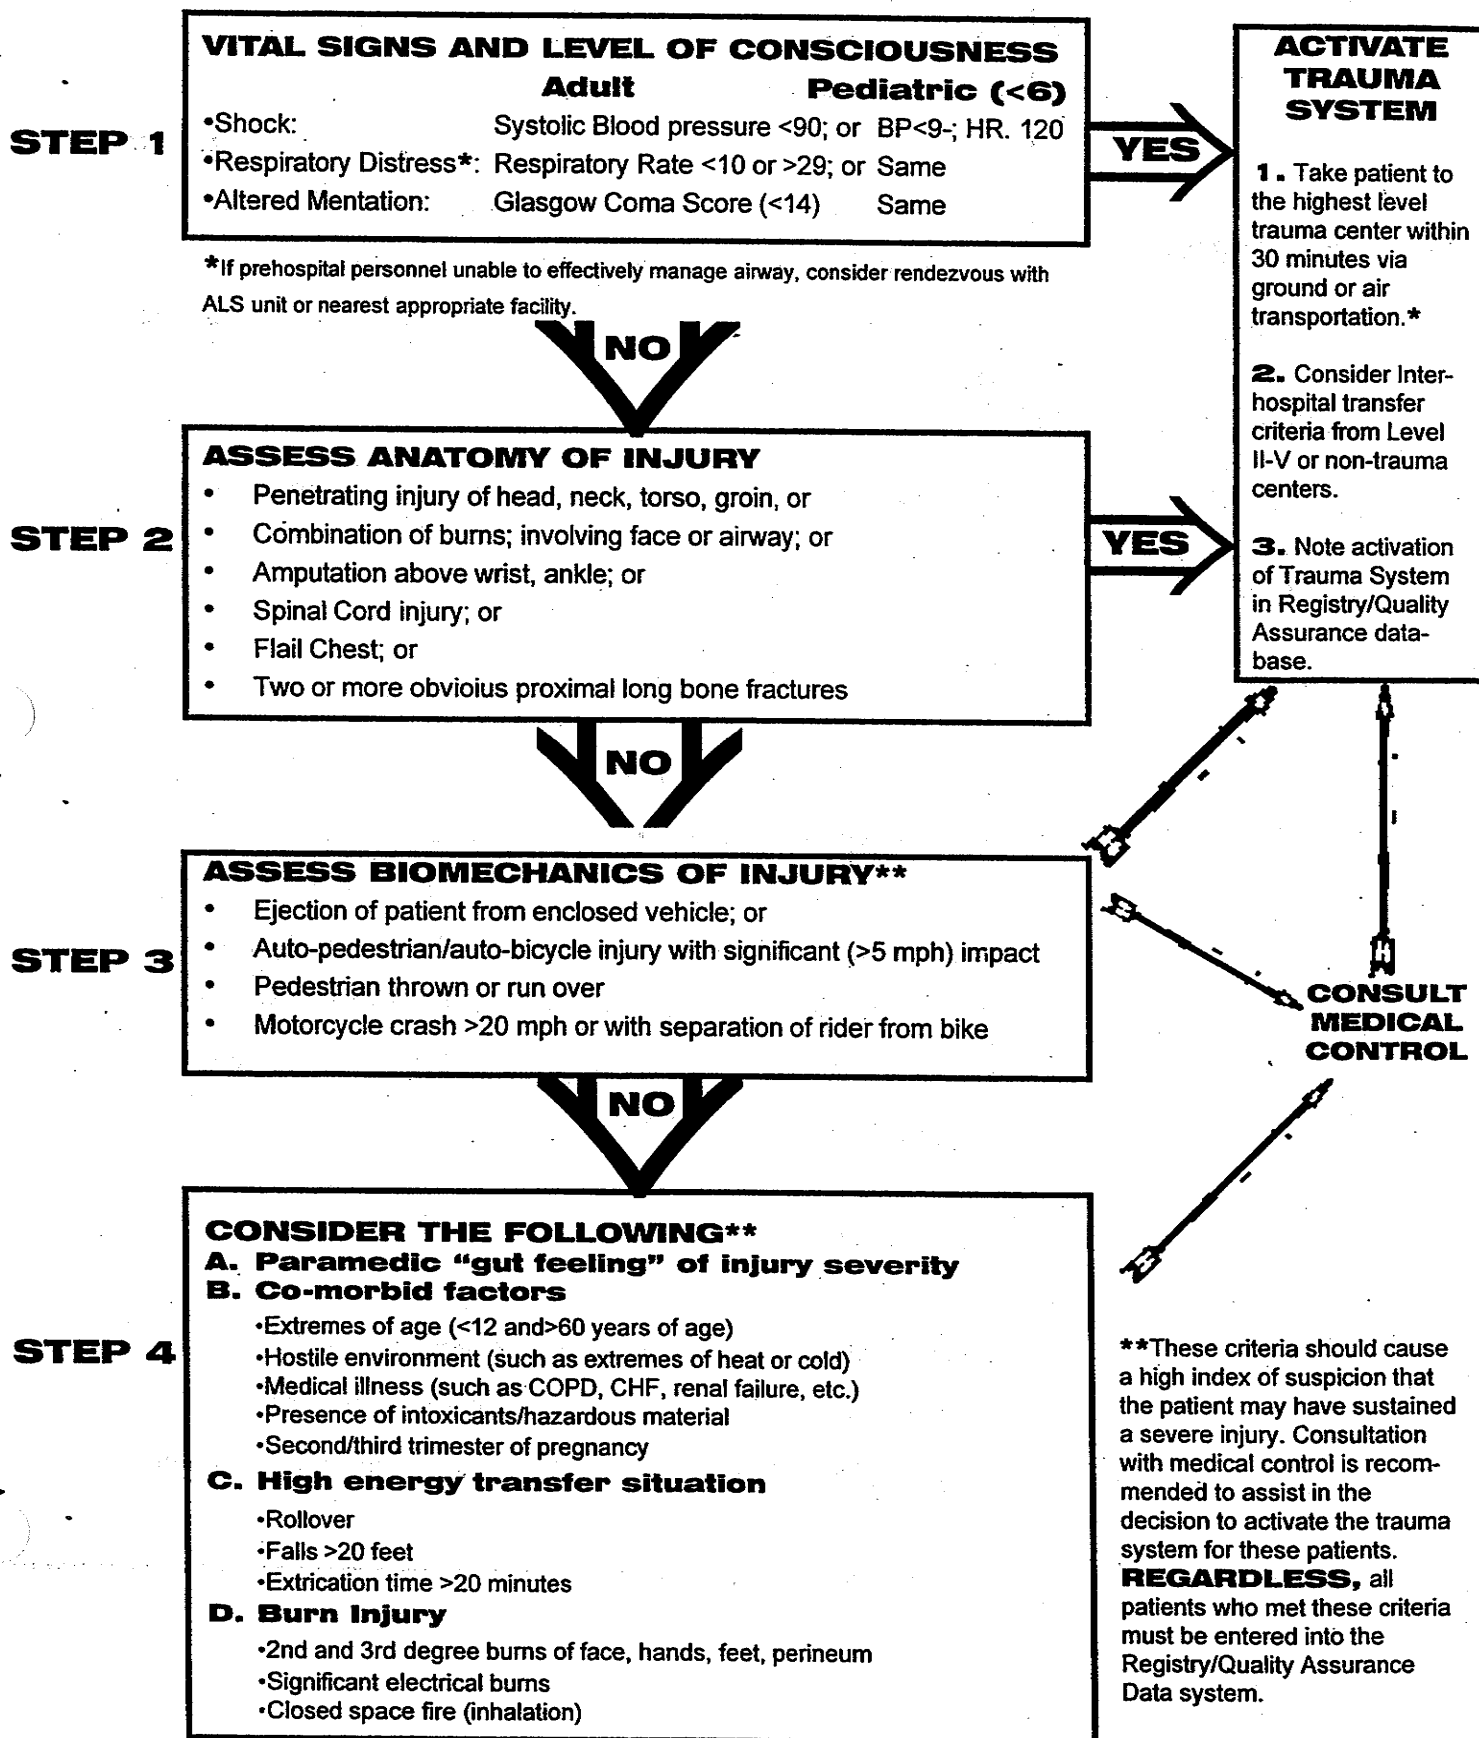 VITAL SIGNS AND LEVEL OF CONSCIOUSNESS
Adult Pediatric (<6)
STEP 1
•Shock: Systolic Blood pressure <90; or BP<9-; HR. 120
•Respiratory Distress*: Respiratory Rate <10 or >29; or Same
•Altered Mentation: Glasgow Coma Score (<14) Same
YES
*If prehospital personnel unable to effectively manage airway, consider rendezvous with
ALS unit or nearest appropriate facility.
NO
ACTIVATE
TRAUMA
SYSTEM
1. Take patient to
the highest level
trauma center within
30 minutes via
ground or air
transportation.*
2. Consider Inter-
hospital transfer
criteria from Level
II-V or non-trauma
centers.
3. Note activation
of Trauma System
in Registry/Quality
Assurance data-
base.
STEP 2
ASSESS ANATOMY OF INJURY
• Penetrating injury of head, neck, torso, groin, or
• Combination of burns; involving face or airway; or
• Amputation above wrist, ankle; or
• Spinal Cord injury; or
• Flail Chest; or
• Two or more obvioius proximal long bone fractures
YES
NO
STEP 3
ASSESS BIOMECHANICS OF INJURY**
• Ejection of patient from enclosed vehicle; or
• Auto-pedestrian/auto-bicycle injury with significant (>5 mph) impact
• Pedestrian thrown or run over
• Motorcycle crash >20 mph or with separation of rider from bike
CONSULT
MEDICAL
CONTROL
NO
STEP 4
CONSIDER THE FOLLOWING**
A. Paramedic “gut feeling” of injury severity
B. Co-morbid factors
•Extremes of age (<12 and>60 years of age)
•Hostile environment (such as extremes of heat or cold)
•Medical illness (such as COPD, CHF, renal failure, etc.)
•Presence of intoxicants/hazardous material
•Second/third trimester of pregnancy
C. High energy transfer situation
•Rollover
•Falls >20 feet
•Extrication time >20 minutes
D. Burn Injury
•2nd and 3rd degree burns of face, hands, feet, perineum
•Significant electrical burns
•Closed space fire (inhalation)
**These criteria should cause
a high index of suspicion that
the patient may have sustained
a severe injury. Consultation
with medical control is recom-
mended to assist in the
decision to activate the trauma
system for these patients.
REGARDLESS, all
patients who met these criteria
must be entered into the
Registry/Quality Assurance
Data system.